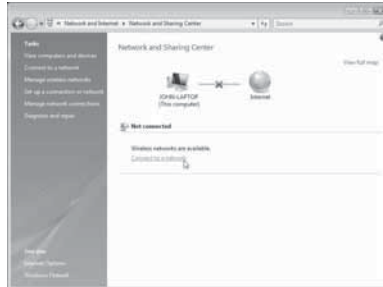 Network and Internet ▸ Network and Sharing Center
Search
Tasks
View computers and devices
Connect to a network
Manage wireless networks
Set up a connection or network
Manage network connections
Diagnose and repair
See also
Internet Options
Windows Firewall
Network and Sharing Center
View full map
JOHN-LAPTOP
(This computer)
Internet
Not connected
Wireless networks are available.
Connect to a network